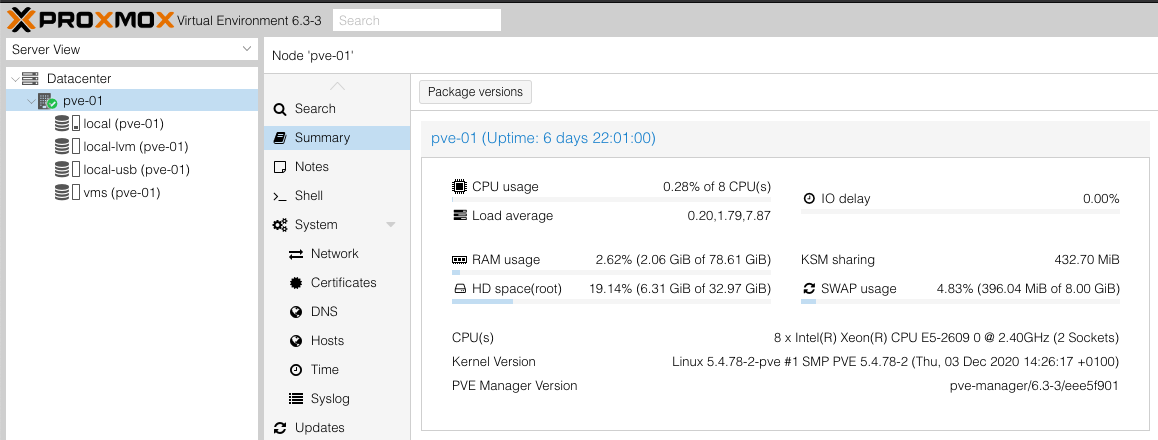 PROXMOX Virtual Environment 6.3-3 Search
Server View
Datacenter
pve-01
local (pve-01)
local-lvm (pve-01)
local-usb (pve-01)
vms (pve-01)
Node 'pve-01'
Search
Summary
Notes
Shell
System
Network
Certificates
DNS
Hosts
Time
Syslog
Updates
Package versions
pve-01 (Uptime: 6 days 22:01:00)
CPU usage 0.28% of 8 CPU(s)
Load average 0.20,1.79,7.87
IO delay 0.00%
RAM usage 2.62% (2.06 GiB of 78.61 GiB)
HD space(root) 19.14% (6.31 GiB of 32.97 GiB)
KSM sharing 432.70 MiB
SWAP usage 4.83% (396.04 MiB of 8.00 GiB)
CPU(s) 8 x Intel(R) Xeon(R) CPU E5-2609 0 @ 2.40GHz (2 Sockets)
Kernel Version Linux 5.4.78-2-pve #1 SMP PVE 5.4.78-2 (Thu, 03 Dec 2020 14:26:17 +0100)
PVE Manager Version pve-manager/6.3-3/eee5f901